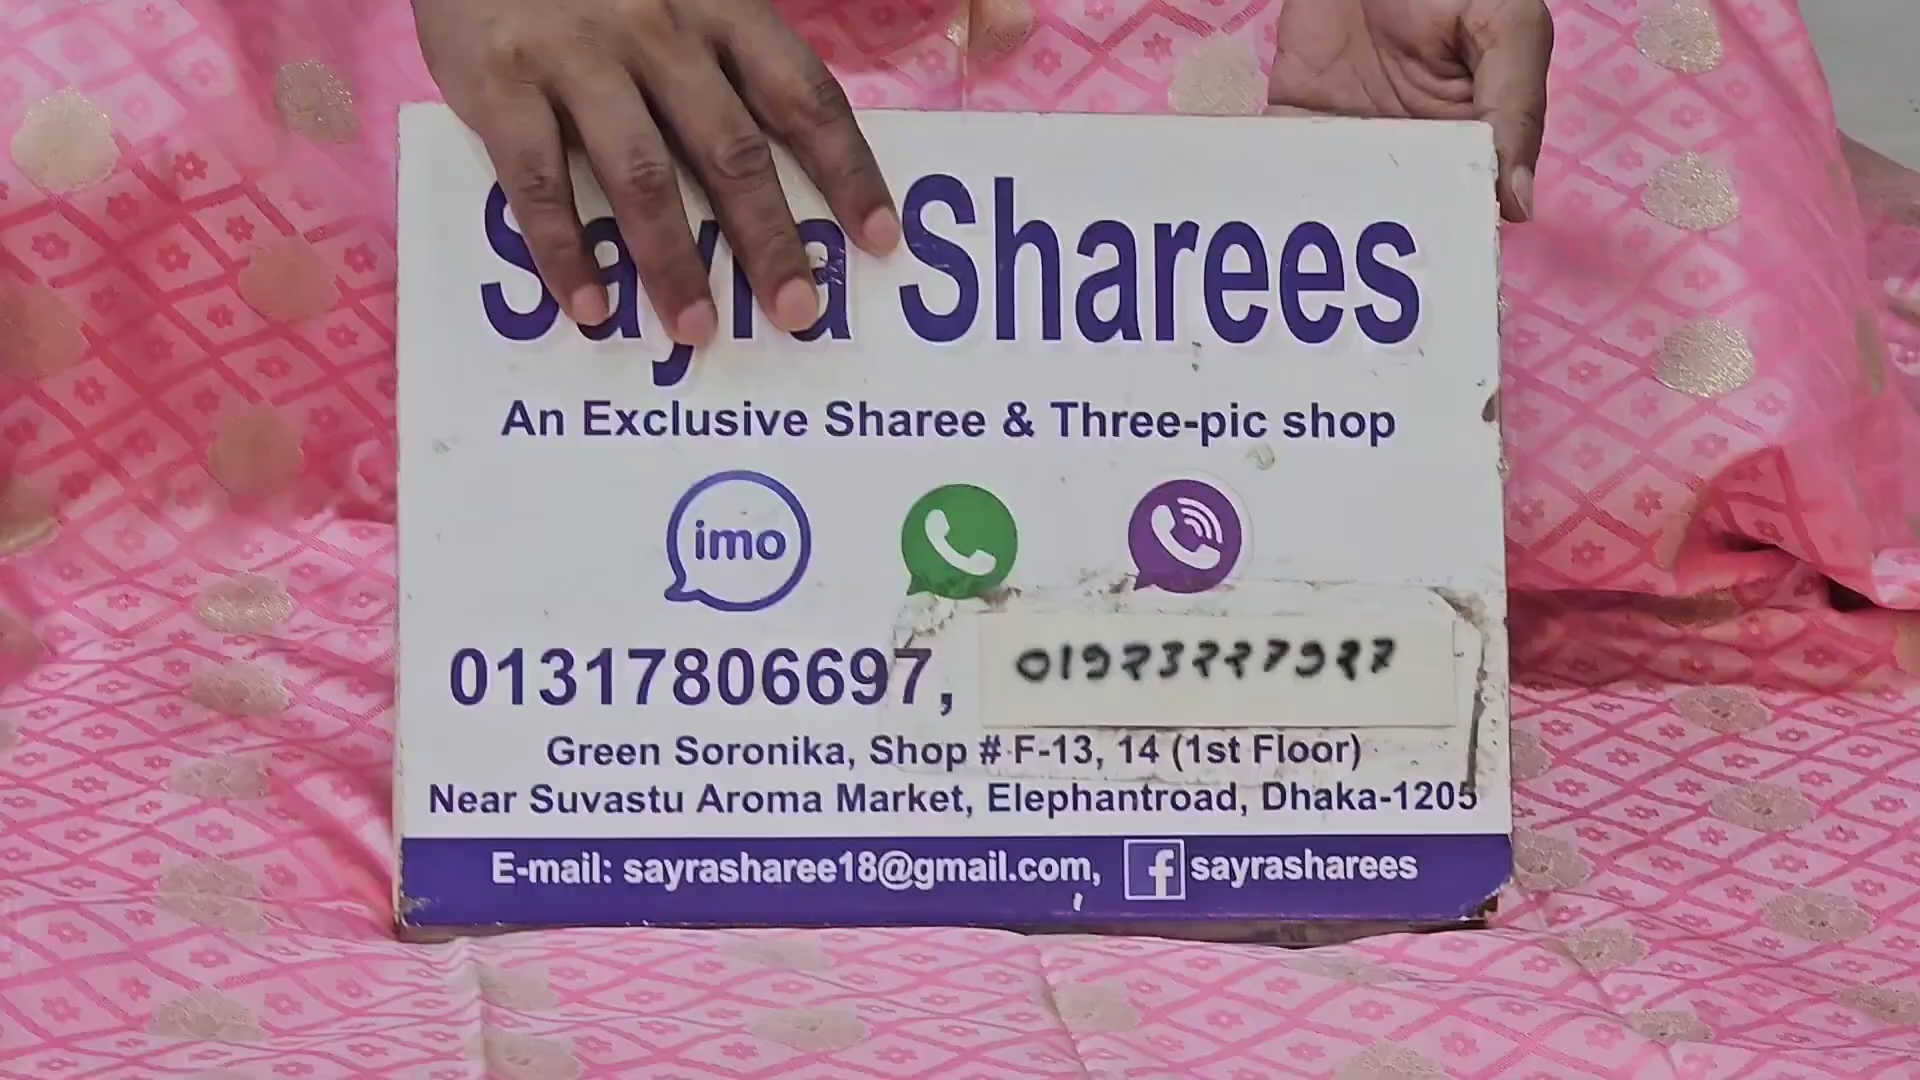 Sayra Sharees
An Exclusive Sharee & Three-pic shop
imo
01317806697,
Green Soronika, Shop # F-13, 14 (1st Floor)
Near Suvastu Aroma Market, Elephantroad, Dhaka-1205
E-mail: sayrasharee18@gmail.com, f sayrasharees